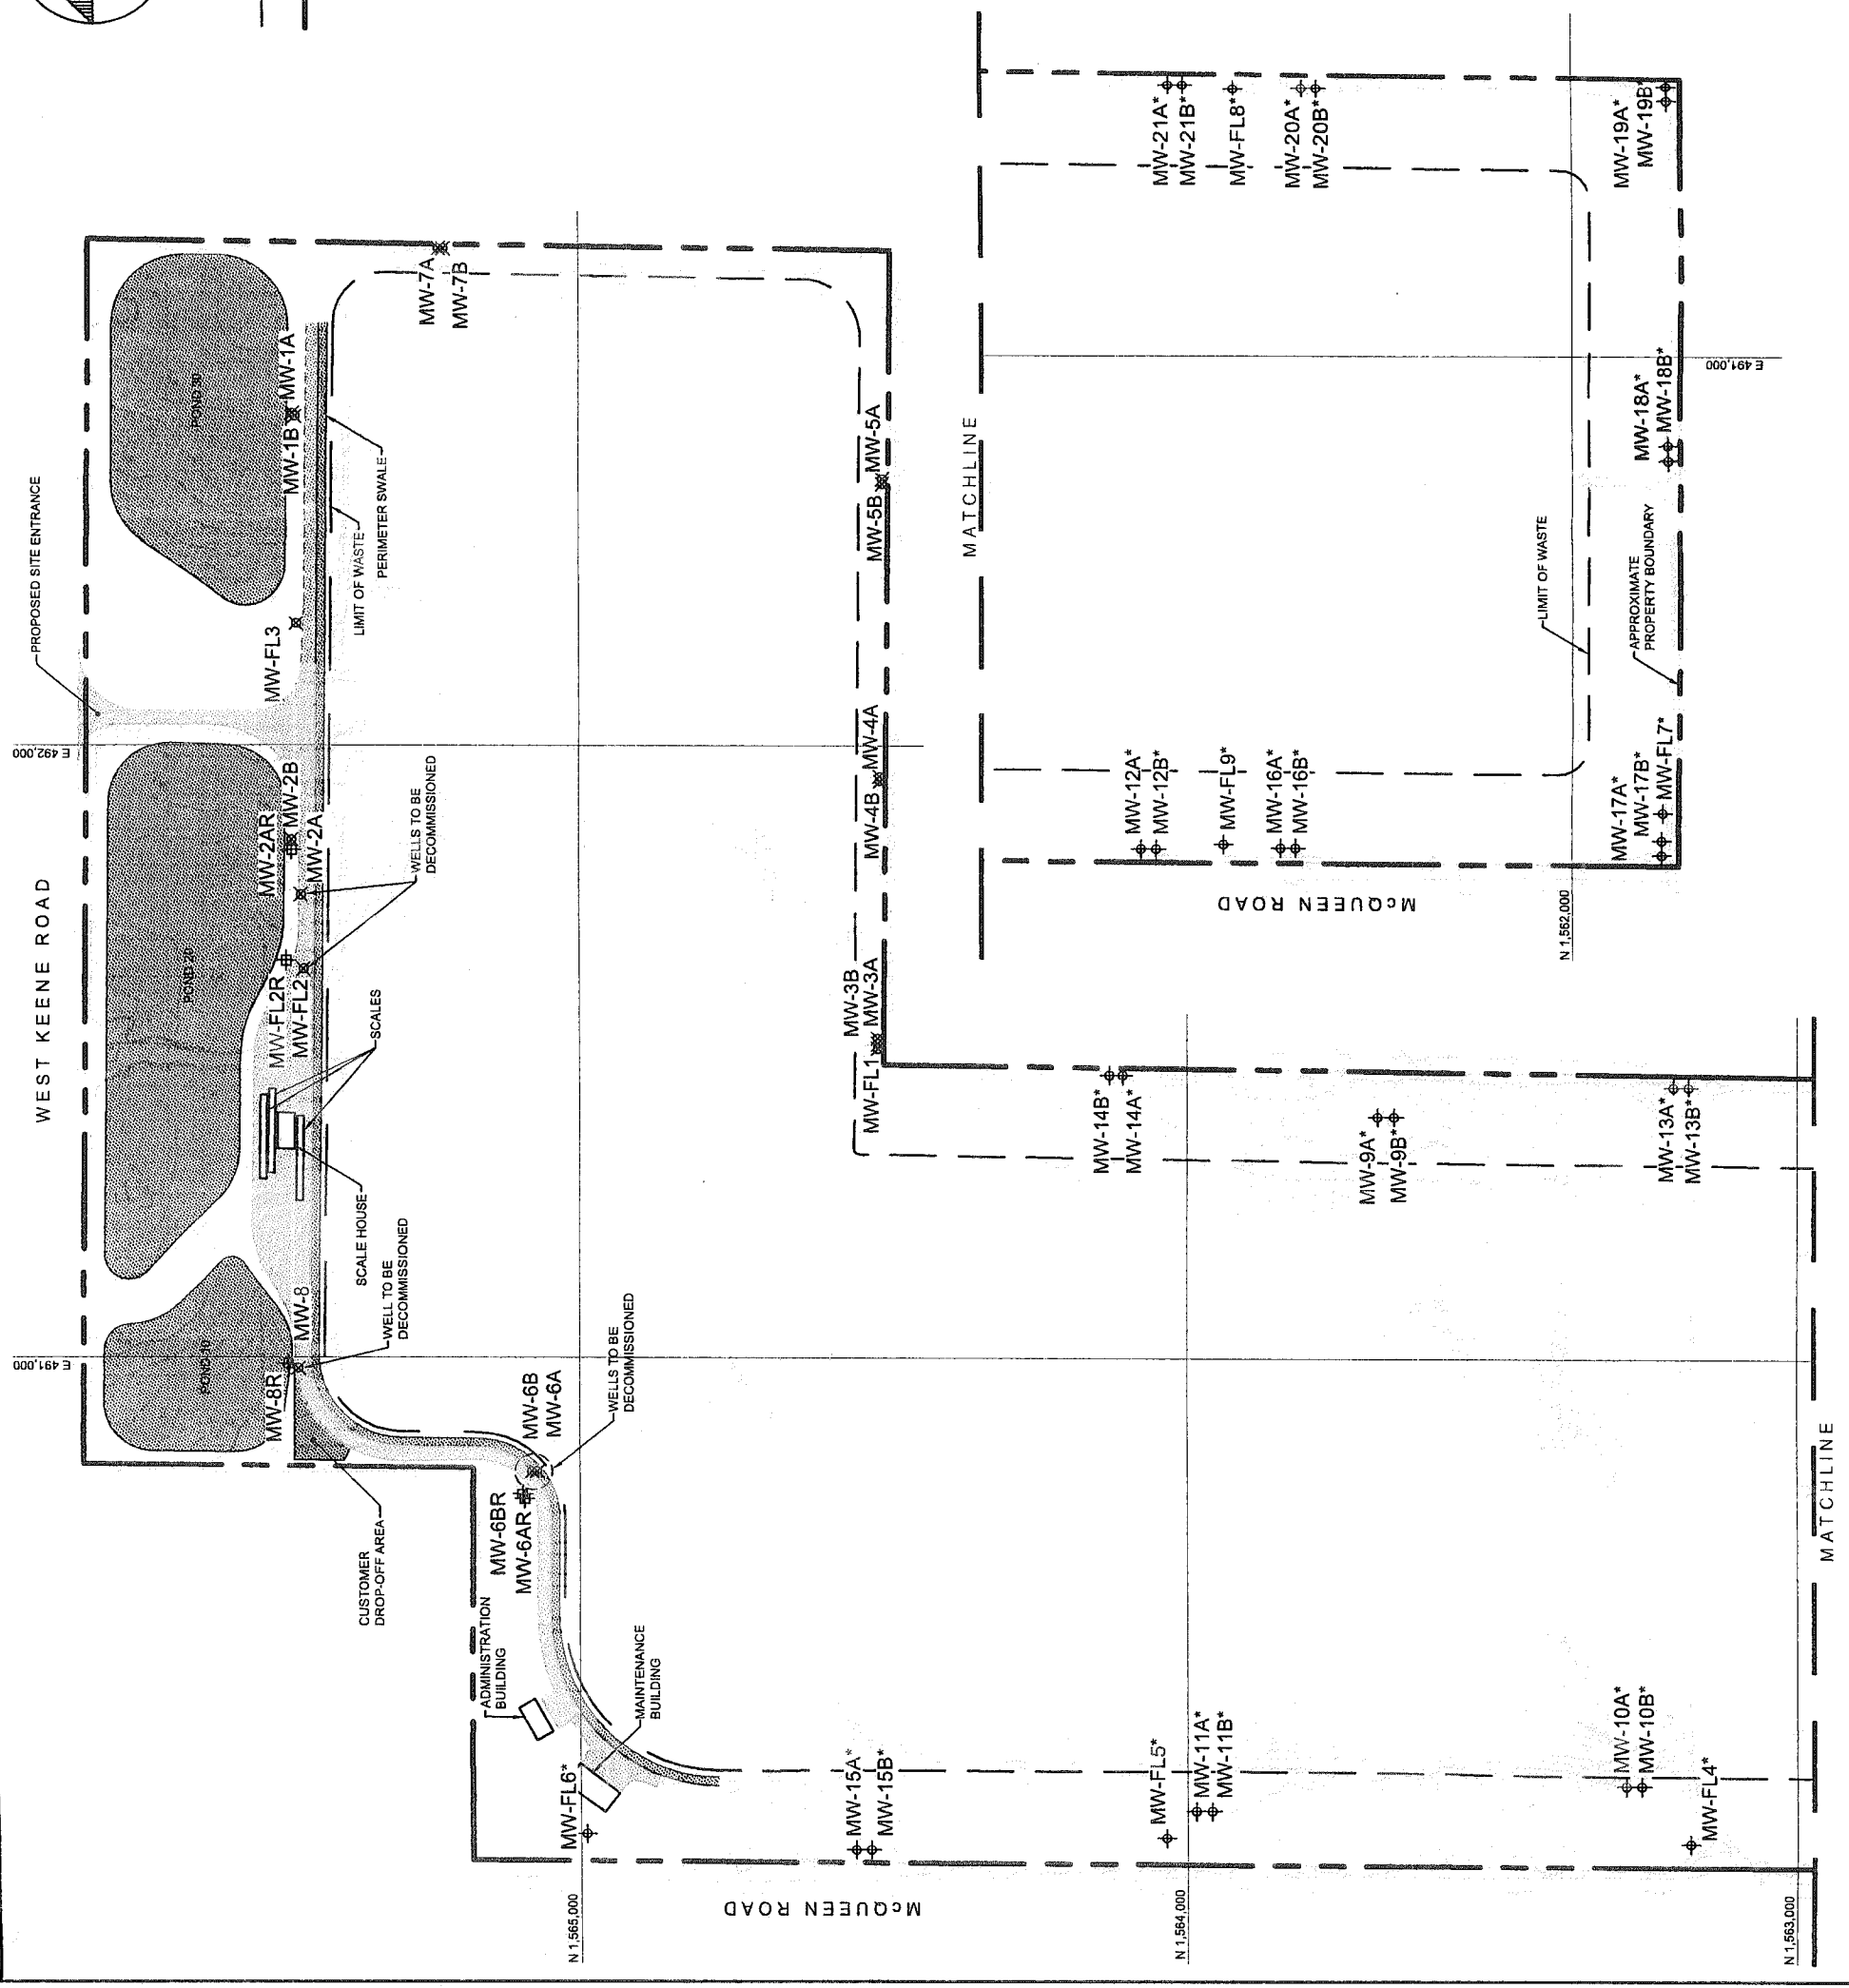 WEST KEENE ROAD
PROPOSED SITE ENTRANCE
E 491,000
E 492,000
POND 10
POND 20
POND 30
MW-8R
MW-8
MW-FL2R
MW-FL2
MW-2AR
MW-2B
MW-2A
MW-FL3
MW-1B
MW-1A
CUSTOMER
DROP-OFF AREA
SCALE HOUSE
WELL TO BE
DECOMMISSIONED
SCALES
WELLS TO BE
DECOMMISSIONED
LIMIT OF WASTE
PERIMETER SWALE
MW-7A
MW-7B
ADMINISTRATION
BUILDING
MW-6BR
MW-6AR
MW-6B
MW-6A
WELLS TO BE
DECOMMISSIONED
MAINTENANCE
BUILDING
N 1,565,000
MW-FL6*
McQUEEN ROAD
MW-15A*
MW-15B*
MW-3B
MW-FL1
MW-3A
MW-4B
MW-4A
MW-5B
MW-5A
MW-14B*
MW-14A*
N 1,564,000
MW-FL5*
MW-11A*
MW-11B*
MW-9A*
MW-9B*
MW-10A*
MW-10B*
MW-FL4*
MW-13A*
MW-13B*
N 1,563,000
MATCHLINE
MATCHLINE
MW-12A*
MW-12B*
MW-FL9*
MW-16A*
MW-16B*
MW-21A*
MW-21B*
MW-FL8*
MW-20A*
MW-20B*
McQUEEN ROAD
N 1,562,000
LIMIT OF WASTE
APPROXIMATE
PROPERTY BOUNDARY
MW-17A*
MW-17B*
MW-FL7*
MW-18A*
MW-18B*
MW-19A*
MW-19B*
E 491,000